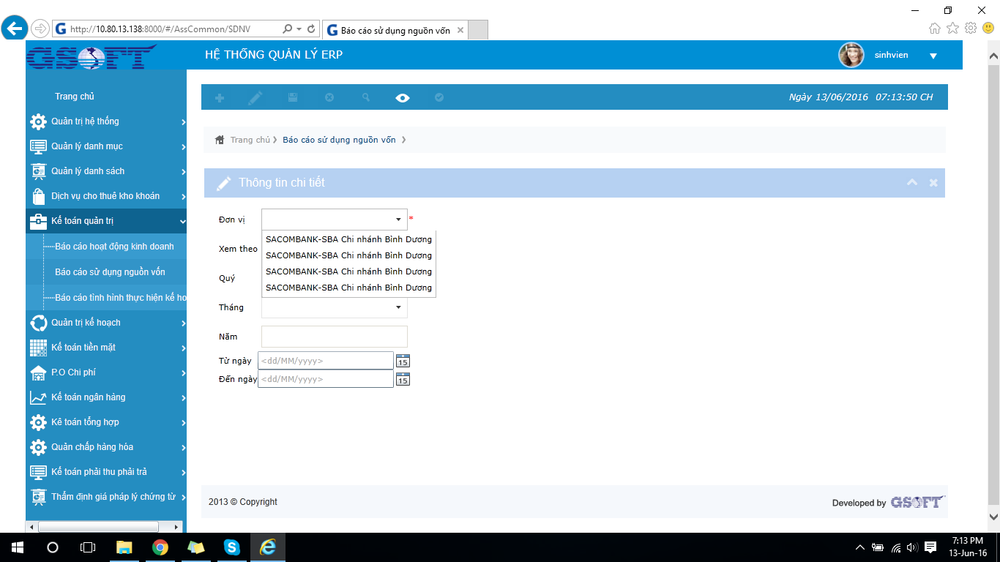 http://10.80.13.138:8000/#/AssCommon/SDNV
Báo cáo sử dụng nguồn vốn
GSOFT
HỆ THỐNG QUẢN LÝ ERP
sinhvien
Ngày 13/06/2016 07:13:50 CH
Trang chủ
Quản trị hệ thống
Quản lý danh mục
Quản lý danh sách
Dịch vụ cho thuê kho khoán
Kế toán quản trị
Báo cáo hoạt động kinh doanh
Báo cáo sử dụng nguồn vốn
Báo cáo tình hình thực hiện kế ho
Quản trị kế hoạch
Kế toán tiền mặt
P.O Chi phí
Kế toán ngân hàng
Kê toán tổng hợp
Quản chấp hàng hóa
Kế toán phải thu phải trả
Thẩm định giá pháp lý chứng từ
Trang chủ > Báo cáo sử dụng nguồn vốn >
Thông tin chi tiết
Đơn vị *
SACOMBANK-SBA Chi nhánh Bình Dương
Xem theo
SACOMBANK-SBA Chi nhánh Bình Dương
SACOMBANK-SBA Chi nhánh Bình Dương
Quý
SACOMBANK-SBA Chi nhánh Bình Dương
Tháng
Năm
Từ ngày <dd/MM/yyyy> 15
Đến ngày <dd/MM/yyyy> 15
2013 © Copyright
Developed by GSOFT
7:13 PM
13-Jun-16